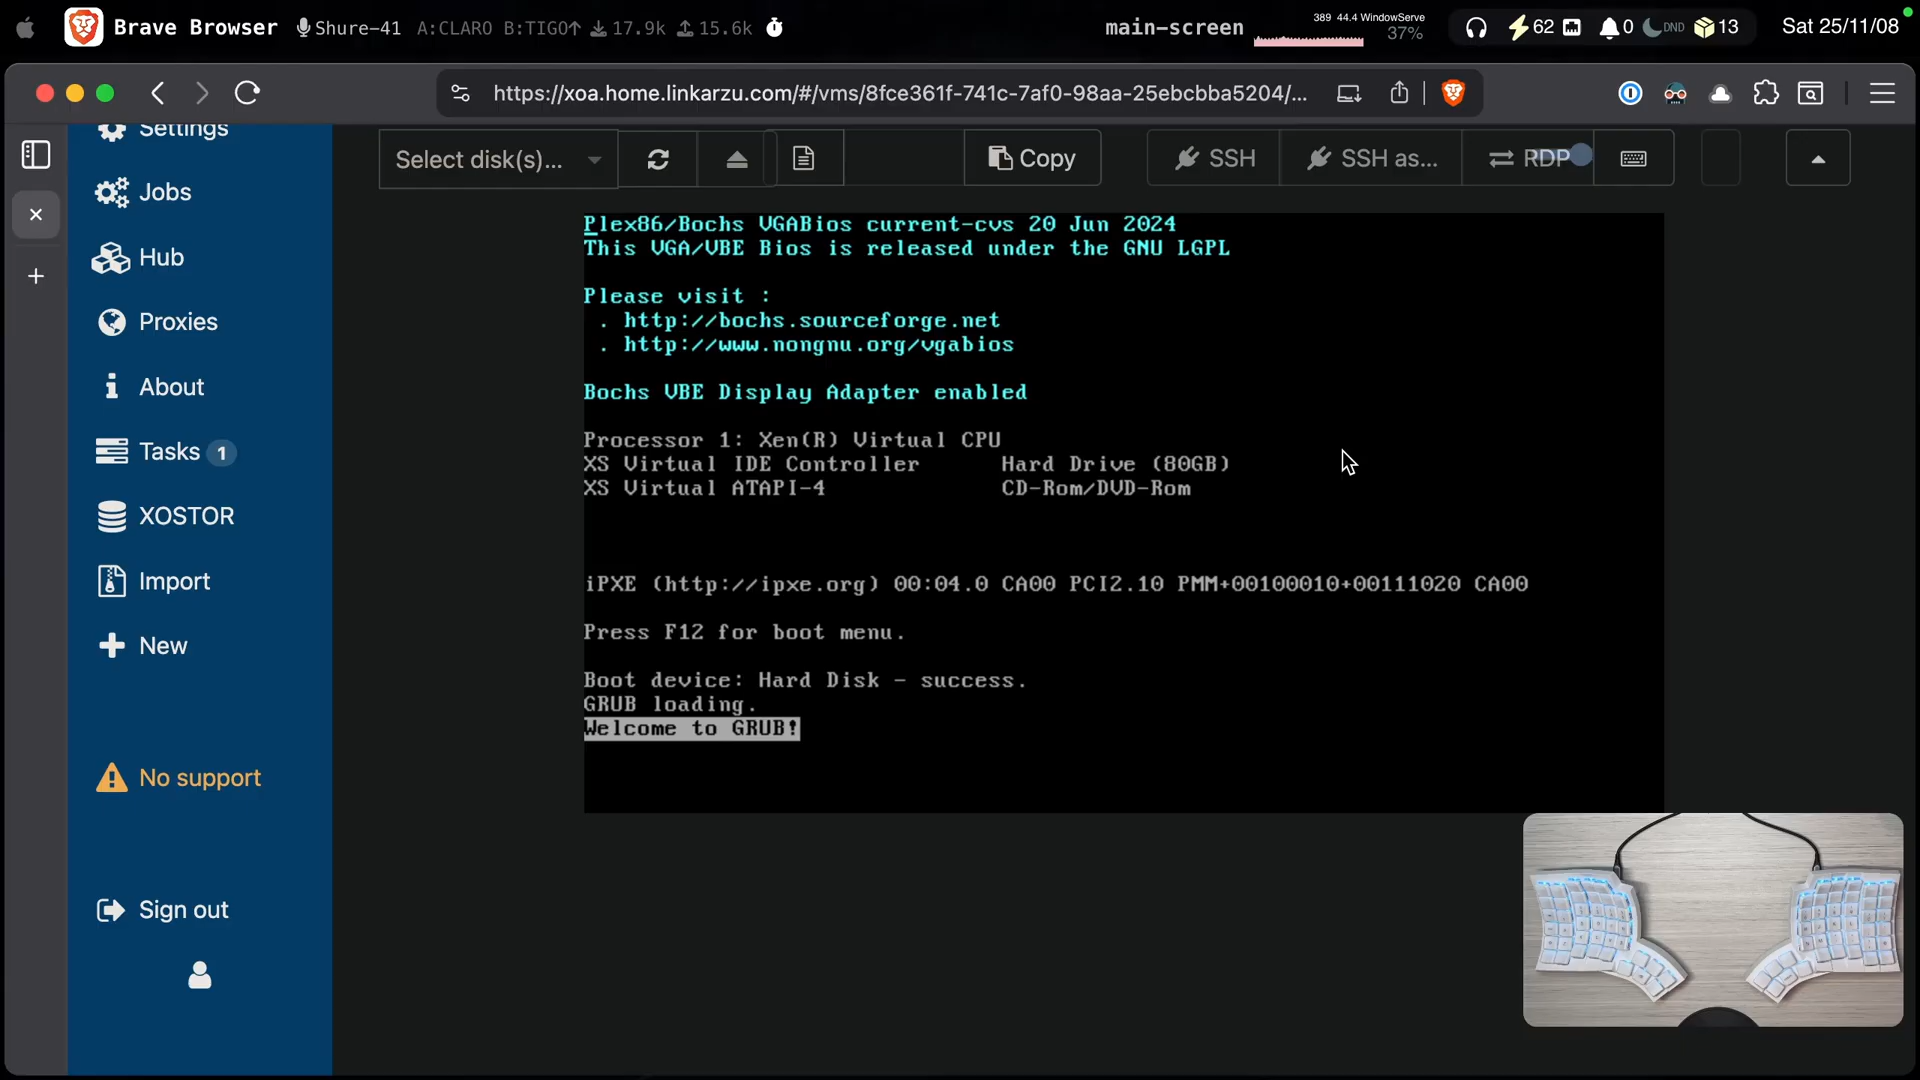 Brave Browser Shure-41 A:CLARO B:TIGO↑ 17.9k 15.6k main-screen 389 44.4 WindowServe 37% 62 0 DND 13 Sat 25/11/08
https://xoa.home.linkarzu.com/#/vms/8fce361f-741c-7af0-98aa-25ebcbba5204/...
Settings
Jobs
Hub
Proxies
About
Tasks 1
XOSTOR
Import
New
No support
Sign out
Select disk(s)... Copy SSH SSH as... RDP
Plex86/Bochs VGABios current-cvs 20 Jun 2024
This VGA/VBE Bios is released under the GNU LGPL
Please visit :
. http://bochs.sourceforge.net
. http://www.nongnu.org/vgabios
Bochs VBE Display Adapter enabled
Processor 1: Xen(R) Virtual CPU
XS Virtual IDE Controller Hard Drive (80GB)
XS Virtual ATAPI-4 CD-Rom/DVD-Rom
iPXE (http://ipxe.org) 00:04.0 CA00 PCI2.10 PMM+00100010+00111020 CA00
Press F12 for boot menu.
Boot device: Hard Disk - success.
GRUB loading.
Welcome to GRUB!